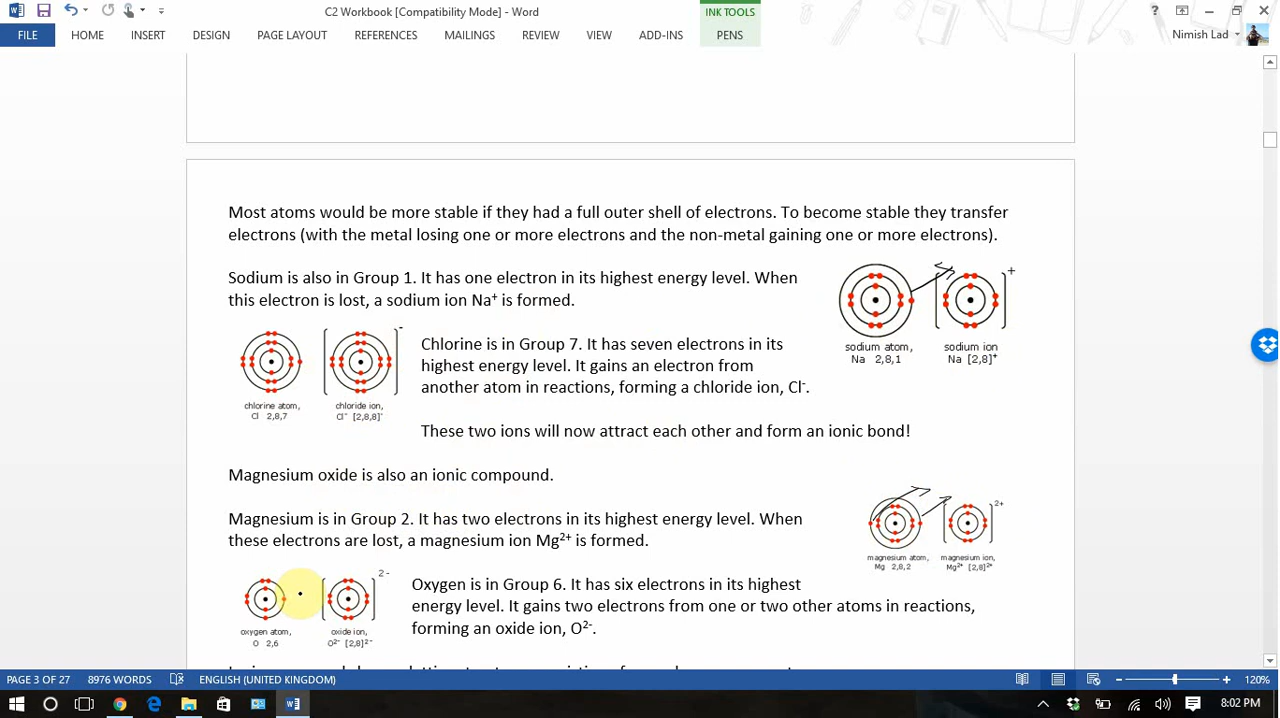 C2 Workbook [Compatibility Mode] - Word
INK TOOLS
?
FILE HOME INSERT DESIGN PAGE LAYOUT REFERENCES MAILINGS REVIEW VIEW ADD-INS PENS
Nimish Lad
Most atoms would be more stable if they had a full outer shell of electrons. To become stable they transfer
electrons (with the metal losing one or more electrons and the non-metal gaining one or more electrons).
Sodium is also in Group 1. It has one electron in its highest energy level. When
this electron is lost, a sodium ion Na⁺ is formed.
+
sodium atom,
Na 2,8,1
sodium ion
Na [2,8]⁺
-
chlorine atom,
Cl 2,8,7
chloride ion,
Cl⁻ [2,8,8]⁻
Chlorine is in Group 7. It has seven electrons in its
highest energy level. It gains an electron from
another atom in reactions, forming a chloride ion, Cl⁻.
These two ions will now attract each other and form an ionic bond!
Magnesium oxide is also an ionic compound.
Magnesium is in Group 2. It has two electrons in its highest energy level. When
these electrons are lost, a magnesium ion Mg²⁺ is formed.
2+
magnesium atom,
Mg 2,8,2
magnesium ion,
Mg²⁺ [2,8]²⁺
2-
oxygen atom,
O 2,6
oxide ion,
O²⁻ [2,8]²⁻
Oxygen is in Group 6. It has six electrons in its highest
energy level. It gains two electrons from one or two other atoms in reactions,
forming an oxide ion, O²⁻.
PAGE 3 OF 27 8976 WORDS ENGLISH (UNITED KINGDOM) 120%
8:02 PM